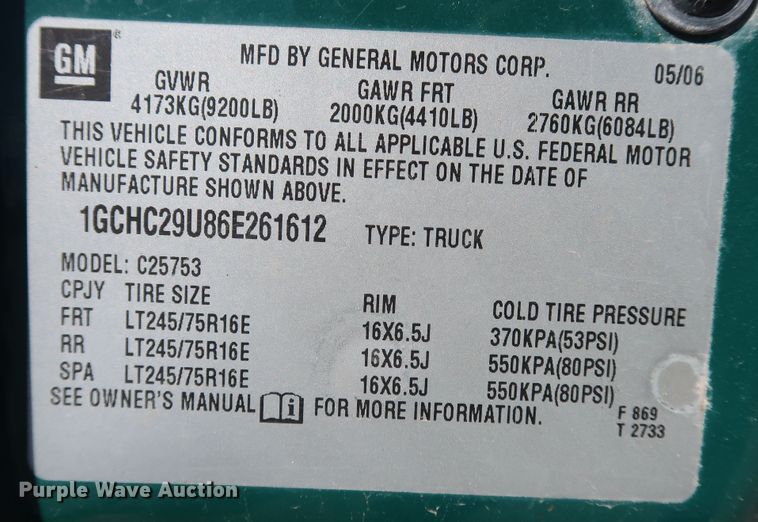 GM ®
MFD BY GENERAL MOTORS CORP. 05/06
GVWR GAWR FRT GAWR RR
4173KG(9200LB) 2000KG(4410LB) 2760KG(6084LB)
THIS VEHICLE CONFORMS TO ALL APPLICABLE U.S. FEDERAL MOTOR
VEHICLE SAFETY STANDARDS IN EFFECT ON THE DATE OF
MANUFACTURE SHOWN ABOVE.
1GCHC29U86E261612 TYPE: TRUCK
MODEL: C25753
CPJY TIRE SIZE RIM COLD TIRE PRESSURE
FRT LT245/75R16E 16X6.5J 370KPA(53PSI)
RR LT245/75R16E 16X6.5J 550KPA(80PSI)
SPA LT245/75R16E 16X6.5J 550KPA(80PSI)
SEE OWNER'S MANUAL i FOR MORE INFORMATION. F 869
T 2733
Purple Wave Auction